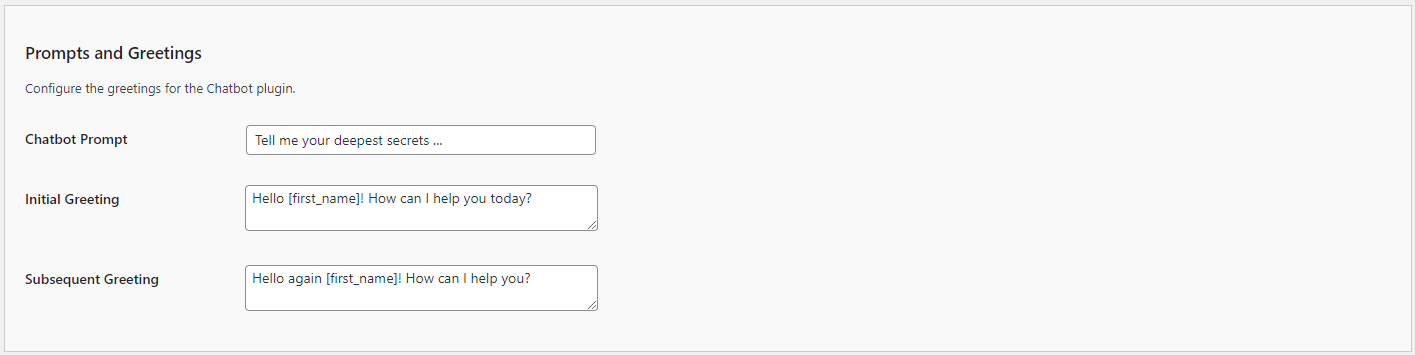 Prompts and Greetings
Configure the greetings for the Chatbot plugin.
Chatbot Prompt
Tell me your deepest secrets ...
Initial Greeting
Hello [first_name]! How can I help you today?
Subsequent Greeting
Hello again [first_name]! How can I help you?